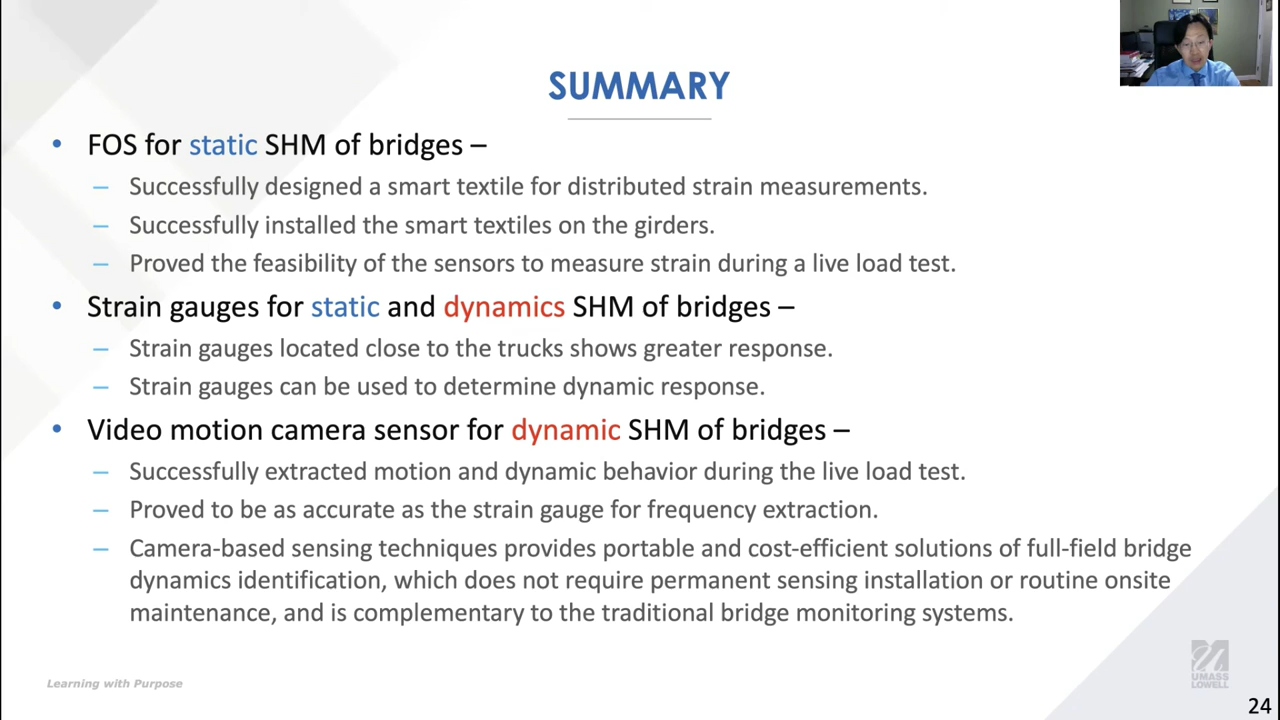 SUMMARY
• FOS for static SHM of bridges –
– Successfully designed a smart textile for distributed strain measurements.
– Successfully installed the smart textiles on the girders.
– Proved the feasibility of the sensors to measure strain during a live load test.
• Strain gauges for static and dynamics SHM of bridges –
– Strain gauges located close to the trucks shows greater response.
– Strain gauges can be used to determine dynamic response.
• Video motion camera sensor for dynamic SHM of bridges –
– Successfully extracted motion and dynamic behavior during the live load test.
– Proved to be as accurate as the strain gauge for frequency extraction.
– Camera-based sensing techniques provides portable and cost-efficient solutions of full-field bridge
dynamics identification, which does not require permanent sensing installation or routine onsite
maintenance, and is complementary to the traditional bridge monitoring systems.
Learning with Purpose
UMASS
LOWELL
24